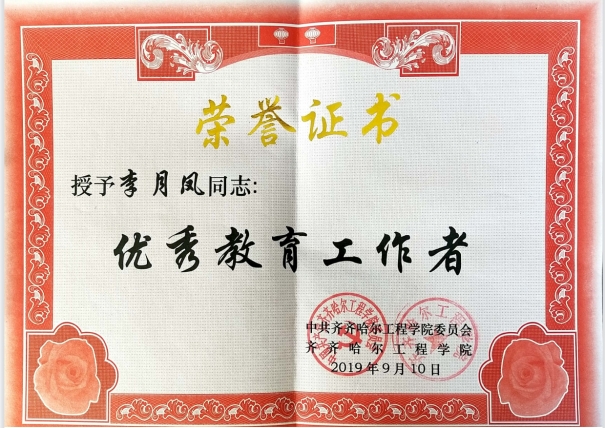 荣誉证书
授予李月凤同志:
优秀教育工作者
中共齐齐哈尔工程学院委员会
齐齐哈尔工程学院
2019年9月10日